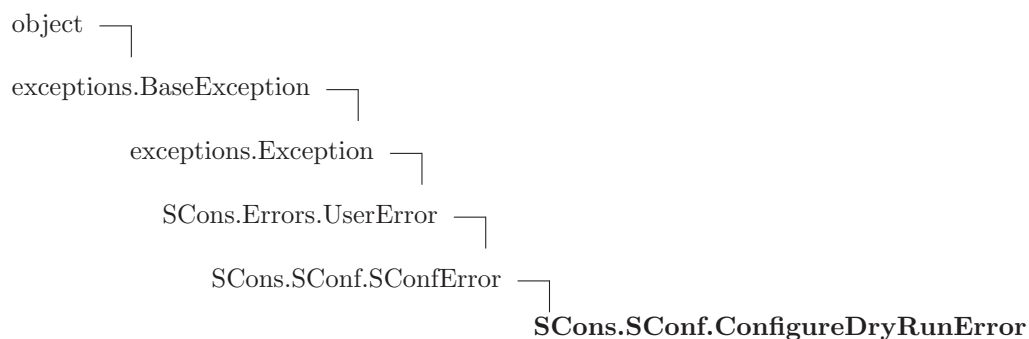 object
exceptions.BaseException
exceptions.Exception
SCons.Errors.UserError
SCons.SConf.SConfError
SCons.SConf.ConfigureDryRunError